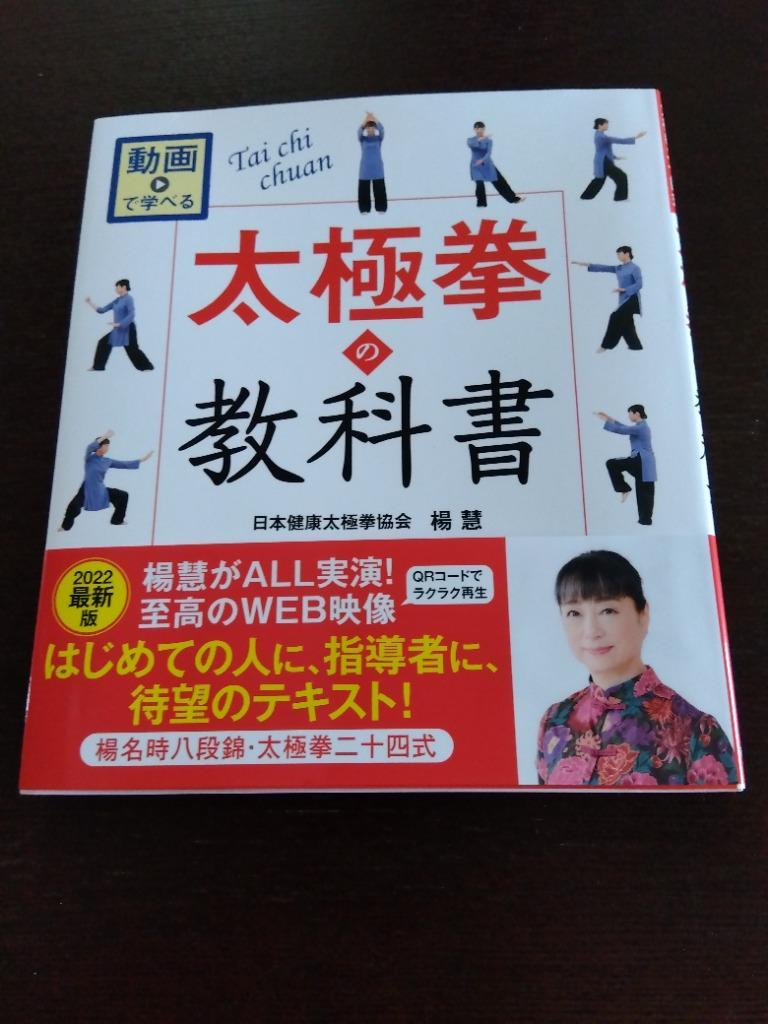 動画
で学べる
Tai chi
chuan
太極拳
の
教科書
日本健康太極拳協会 楊 慧
2022
最新
版
楊慧がALL実演!
至高のWEB映像
QRコードで
ラクラク再生
はじめての人に、指導者に、
待望のテキスト!
楊名時八段錦・太極拳二十四式